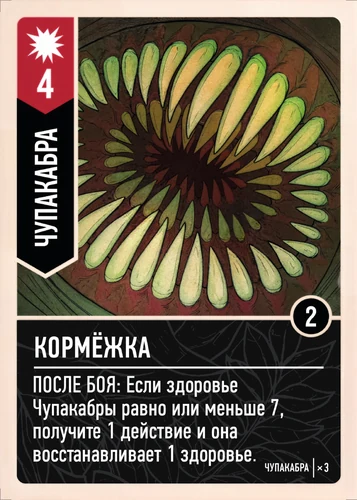 4
ЧУПАКАБРА
2
КОРМЁЖКА
ПОСЛЕ БОЯ: Если здоровье
Чупакабры равно или меньше 7,
получите 1 действие и она
восстанавливает 1 здоровье.
ЧУПАКАБРА | ×3